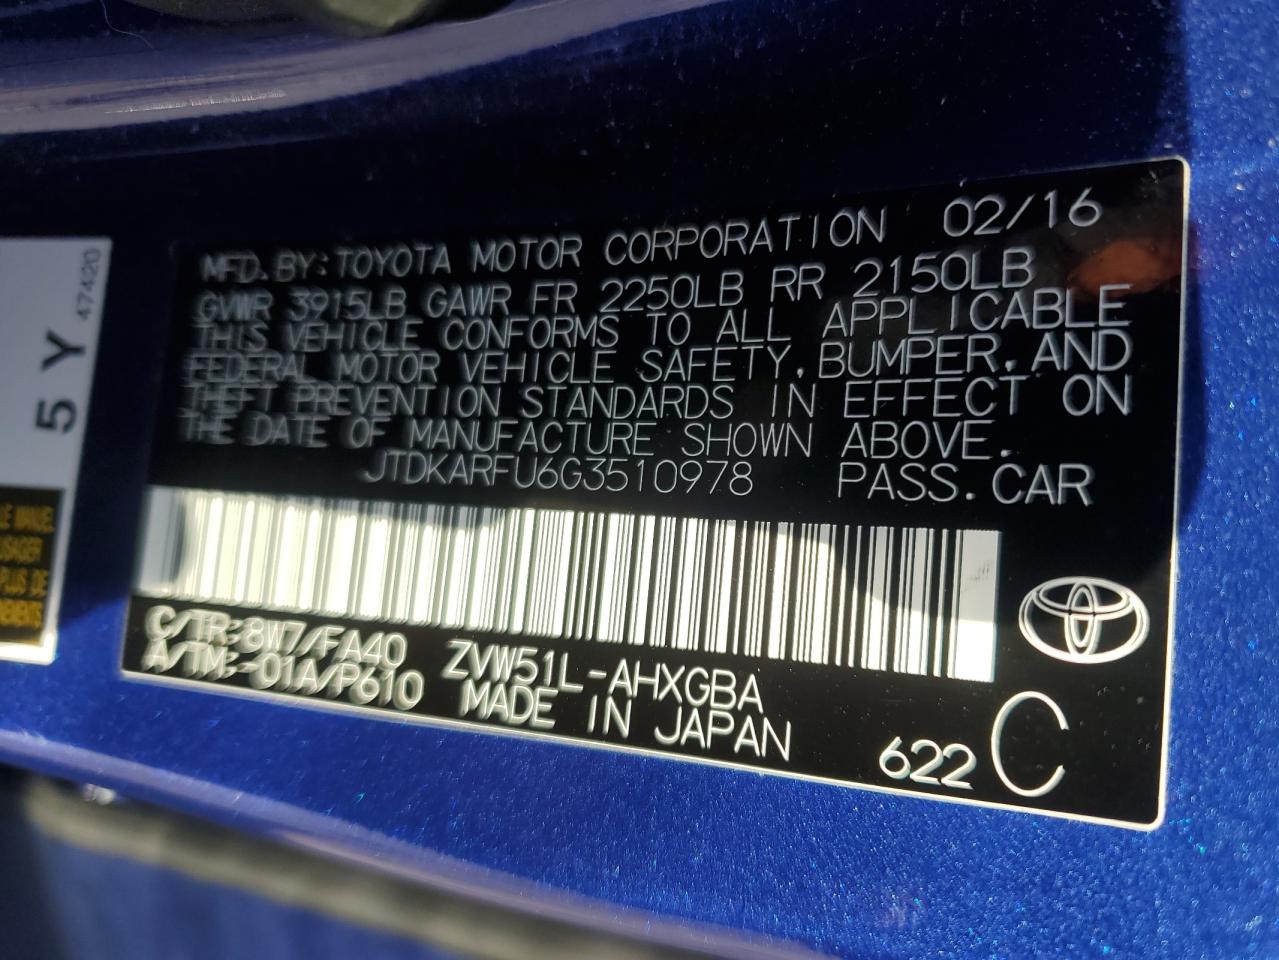 MFD. BY: TOYOTA MOTOR CORPORATION 02/16
GVWR 3915LB GAWR FR 2250LB RR 2150LB
THIS VEHICLE CONFORMS TO ALL APPLICABLE
FEDERAL MOTOR VEHICLE SAFETY, BUMPER, AND
THEFT PREVENTION STANDARDS IN EFFECT ON
THE DATE OF MANUFACTURE SHOWN ABOVE.
JTDKARFU6G3510978 PASS. CAR
C/TR:8W7/FA40 ZVW51L-AHXGBA
A/TM:-01A/P610 MADE IN JAPAN
622 C
5 Y
47420
PLUS DE